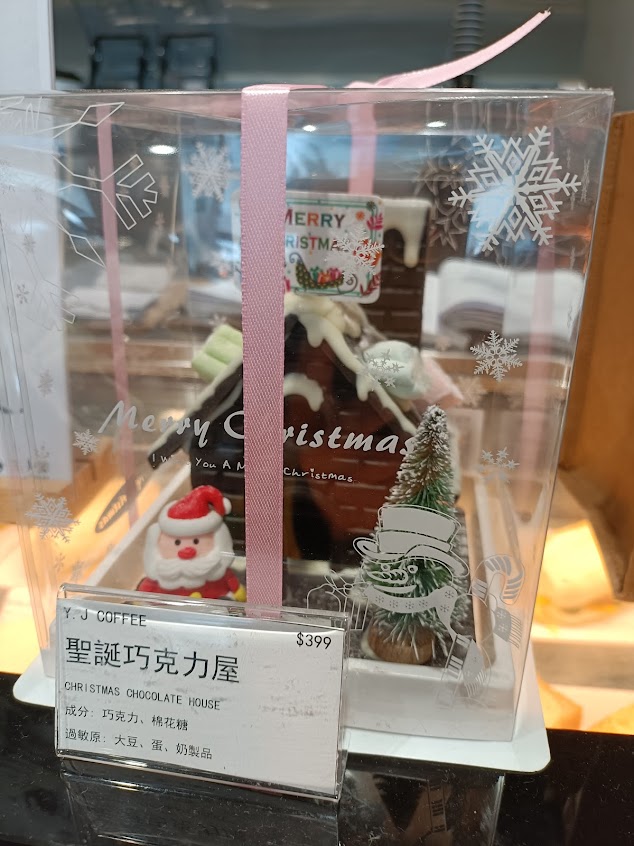 MERRY
CHRISTMAS
Merry Christmas
Y.J COFFEE
$399
聖誕巧克力屋
CHRISTMAS CHOCOLATE HOUSE
成分: 巧克力、棉花糖
過敏原: 大豆、蛋、奶製品